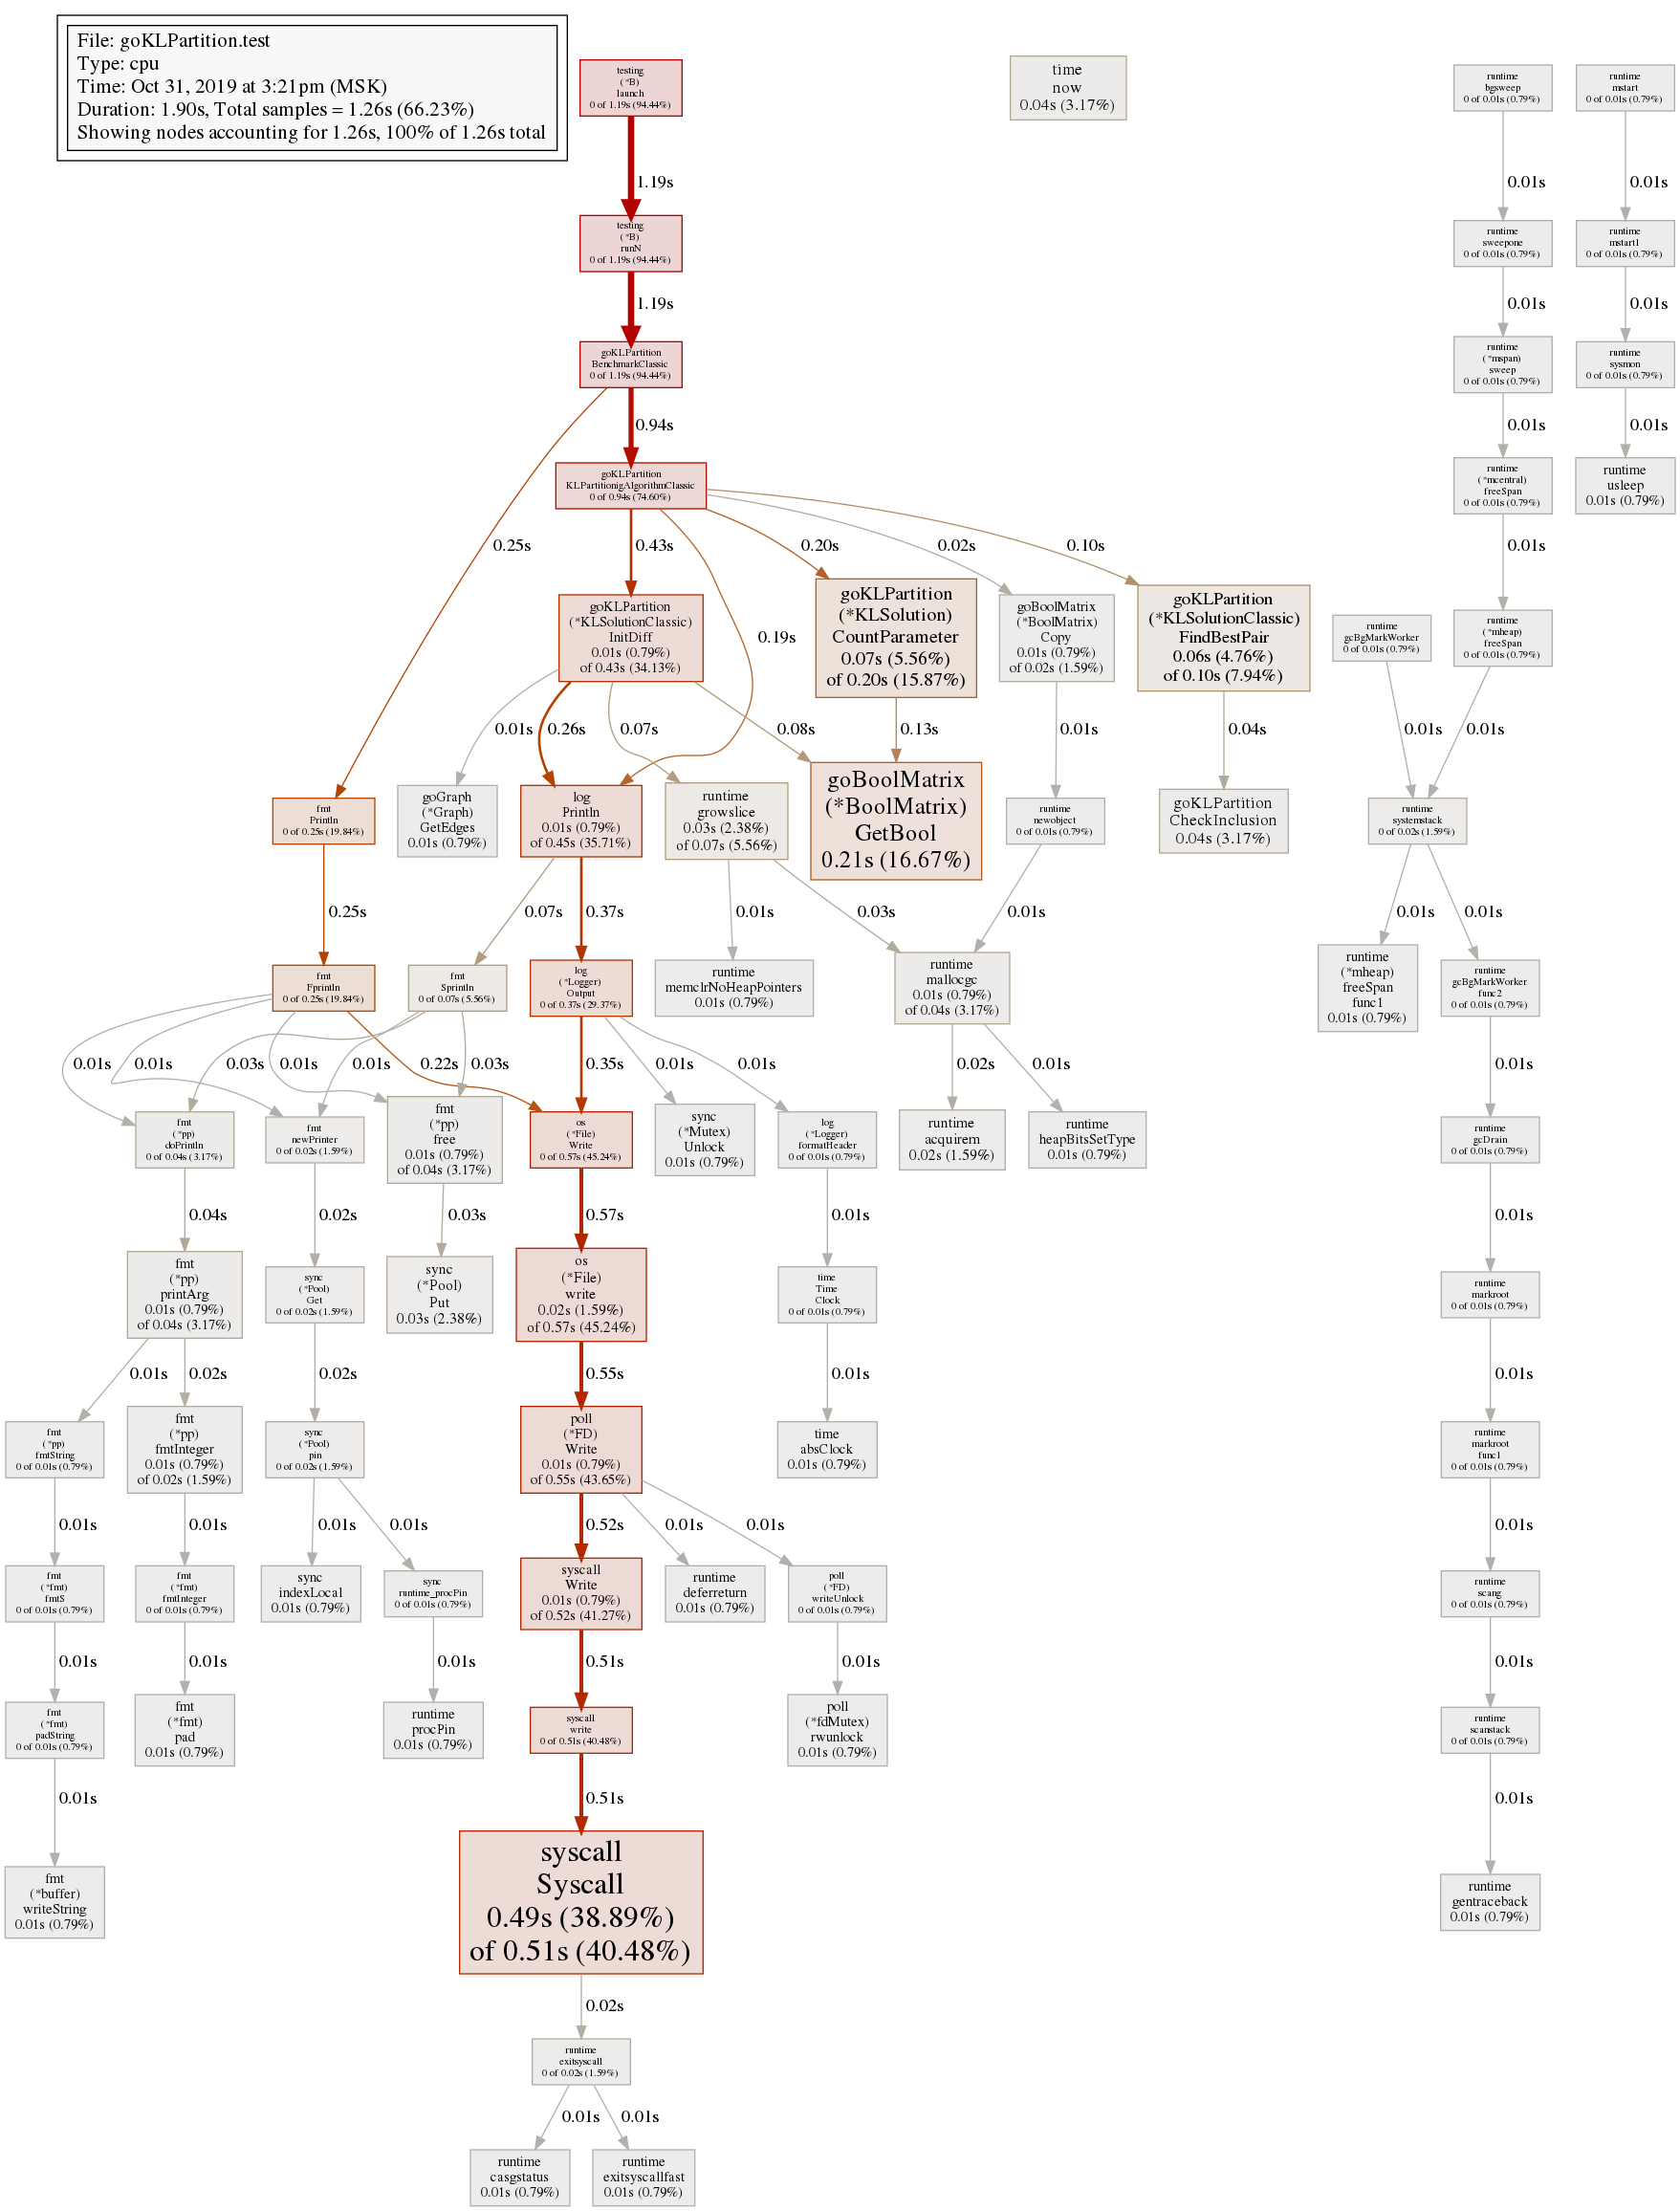 File: goKLPartition.test
Type: cpu
Time: Oct 31, 2019 at 3:21pm (MSK)
Duration: 1.90s, Total samples = 1.26s (66.23%)
Showing nodes accounting for 1.26s, 100% of 1.26s total
testing
(*B)
launch
0 of 1.19s (94.44%)
time
now
0.04s (3.17%)
runtime
bgsweep
0 of 0.01s (0.79%)
runtime
mstart
0 of 0.01s (0.79%)
1.19s
0.01s
0.01s
testing
(*B)
runN
0 of 1.19s (94.44%)
runtime
sweepone
0 of 0.01s (0.79%)
runtime
mstart1
0 of 0.01s (0.79%)
1.19s
0.01s
0.01s
goKLPartition
BenchmarkClassic
0 of 1.19s (94.44%)
runtime
(*mspan)
sweep
0 of 0.01s (0.79%)
runtime
sysmon
0 of 0.01s (0.79%)
0.94s
0.01s
0.01s
goKLPartition
KLPartitionigAlgorithmClassic
0 of 0.94s (74.60%)
runtime
(*mcentral)
freeSpan
0 of 0.01s (0.79%)
runtime
usleep
0.01s (0.79%)
0.25s
0.43s
0.20s
0.02s
0.10s
0.01s
goKLPartition
(*KLSolutionClassic)
InitDiff
0.01s (0.79%)
of 0.43s (34.13%)
0.19s
goKLPartition
(*KLSolution)
CountParameter
0.07s (5.56%)
of 0.20s (15.87%)
goBoolMatrix
(*BoolMatrix)
Copy
0.01s (0.79%)
of 0.02s (1.59%)
goKLPartition
(*KLSolutionClassic)
FindBestPair
0.06s (4.76%)
of 0.10s (7.94%)
runtime
gcBgMarkWorker
0 of 0.01s (0.79%)
runtime
(*mheap)
freeSpan
0 of 0.01s (0.79%)
0.01s
0.26s
0.07s
0.08s
0.13s
0.01s
0.04s
0.01s
0.01s
fmt
Println
0 of 0.25s (19.84%)
goGraph
(*Graph)
GetEdges
0.01s (0.79%)
log
Println
0.01s (0.79%)
of 0.45s (35.71%)
runtime
growslice
0.03s (2.38%)
of 0.07s (5.56%)
goBoolMatrix
(*BoolMatrix)
GetBool
0.21s (16.67%)
runtime
newobject
0 of 0.01s (0.79%)
goKLPartition
CheckInclusion
0.04s (3.17%)
runtime
systemstack
0 of 0.02s (1.59%)
0.25s
0.07s
0.37s
0.01s
0.03s
0.01s
0.01s
0.01s
fmt
Fprintln
0 of 0.25s (19.84%)
fmt
Sprintln
0 of 0.07s (5.56%)
log
(*Logger)
Output
0 of 0.37s (29.37%)
runtime
memclrNoHeapPointers
0.01s (0.79%)
runtime
mallocgc
0.01s (0.79%)
of 0.04s (3.17%)
runtime
(*mheap)
freeSpan
func1
0.01s (0.79%)
runtime
gcBgMarkWorker
func2
0 of 0.01s (0.79%)
0.01s
0.01s
0.03s
0.01s
0.01s
0.22s
0.03s
0.35s
0.01s
0.01s
0.02s
0.01s
0.01s
fmt
(*pp)
doPrintln
0 of 0.04s (3.17%)
fmt
newPrinter
0 of 0.02s (1.59%)
fmt
(*pp)
free
0.01s (0.79%)
of 0.04s (3.17%)
os
(*File)
Write
0 of 0.57s (45.24%)
sync
(*Mutex)
Unlock
0.01s (0.79%)
log
(*Logger)
formatHeader
0 of 0.01s (0.79%)
runtime
acquirem
0.02s (1.59%)
runtime
heapBitsSetType
0.01s (0.79%)
runtime
gcDrain
0 of 0.01s (0.79%)
0.04s
0.02s
0.03s
0.57s
0.01s
0.01s
fmt
(*pp)
printArg
0.01s (0.79%)
of 0.04s (3.17%)
sync
(*Pool)
Get
0 of 0.02s (1.59%)
sync
(*Pool)
Put
0.03s (2.38%)
os
(*File)
write
0.02s (1.59%)
of 0.57s (45.24%)
time
Time
Clock
0 of 0.01s (0.79%)
runtime
markroot
0 of 0.01s (0.79%)
0.01s
0.02s
0.02s
0.55s
0.01s
0.01s
fmt
(*pp)
fmtString
0 of 0.01s (0.79%)
fmt
(*pp)
fmtInteger
0.01s (0.79%)
of 0.02s (1.59%)
sync
(*Pool)
pin
0 of 0.02s (1.59%)
poll
(*FD)
Write
0.01s (0.79%)
of 0.55s (43.65%)
time
absClock
0.01s (0.79%)
runtime
markroot
func1
0 of 0.01s (0.79%)
0.01s
0.01s
0.01s
0.01s
0.52s
0.01s
0.01s
0.01s
fmt
(*fmt)
fmtS
0 of 0.01s (0.79%)
fmt
(*fmt)
fmtInteger
0 of 0.01s (0.79%)
sync
indexLocal
0.01s (0.79%)
sync
runtime_procPin
0 of 0.01s (0.79%)
syscall
Write
0.01s (0.79%)
of 0.52s (41.27%)
runtime
deferreturn
0.01s (0.79%)
poll
(*FD)
writeUnlock
0 of 0.01s (0.79%)
runtime
scang
0 of 0.01s (0.79%)
0.01s
0.01s
0.01s
0.51s
0.01s
0.01s
fmt
(*fmt)
padString
0 of 0.01s (0.79%)
fmt
(*fmt)
pad
0.01s (0.79%)
runtime
procPin
0.01s (0.79%)
syscall
write
0 of 0.51s (40.48%)
poll
(*fdMutex)
rwunlock
0.01s (0.79%)
runtime
scanstack
0 of 0.01s (0.79%)
0.01s
0.51s
0.01s
fmt
(*buffer)
writeString
0.01s (0.79%)
syscall
Syscall
0.49s (38.89%)
of 0.51s (40.48%)
runtime
gentraceback
0.01s (0.79%)
0.02s
runtime
exitsyscall
0 of 0.02s (1.59%)
0.01s
0.01s
runtime
casgstatus
0.01s (0.79%)
runtime
exitsyscallfast
0.01s (0.79%)